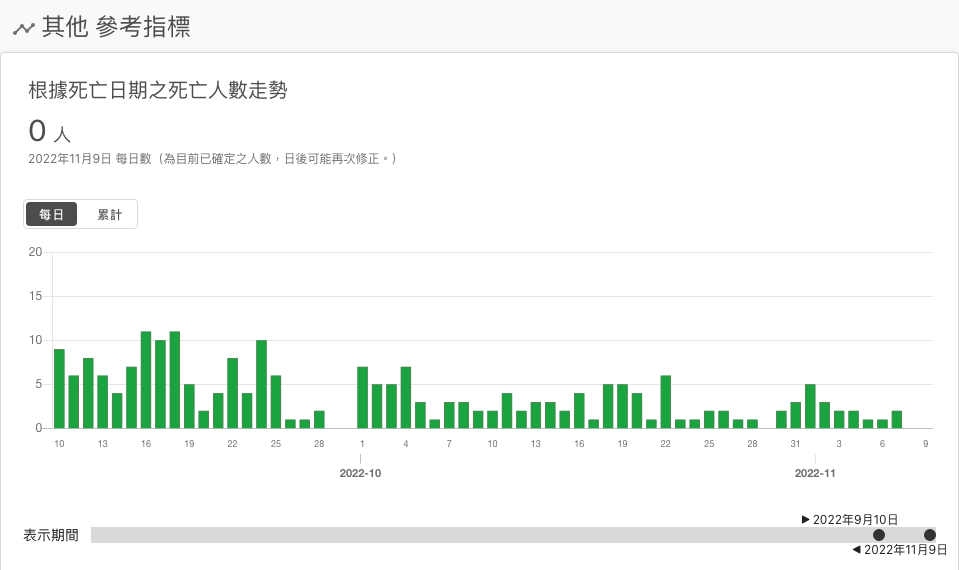 其他 參考指標
根據死亡日期之死亡人數走勢
0 人
2022年11月9日 每日數（為目前已確定之人數，日後可能再次修正。）
每日 累計
20
15
10
5
0
10 13 16 19 22 25 28 1 4 7 10 13 16 19 22 25 28 31 3 6 9
2022-10 2022-11
2022年9月10日
表示期間
2022年11月9日